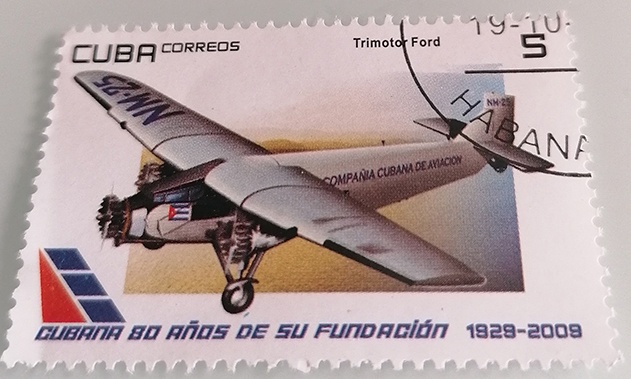 CUBA CORREOS
Trimotor Ford
5
19-10-
HABANA
NM-25
NM-25
COMPAÑIA CUBANA DE AVIACION
CUBANA 80 AÑOS DE SU FUNDACIÓN 1929-2009